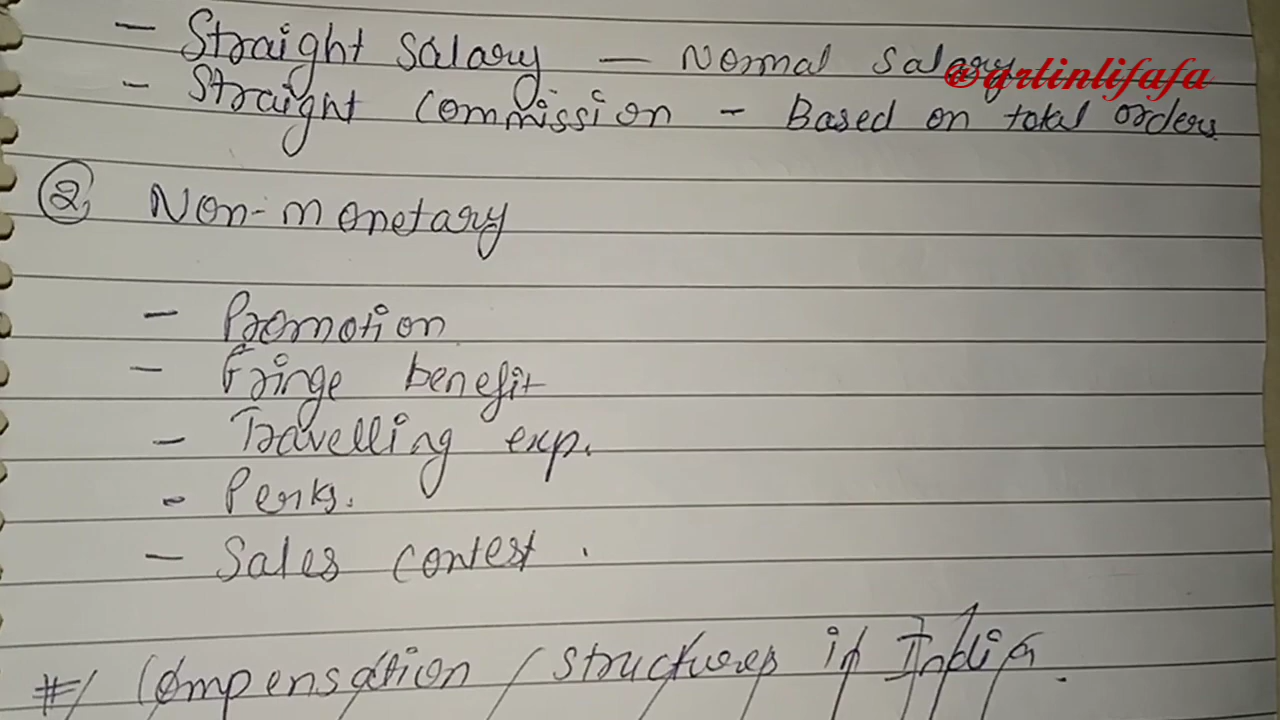 - Straight Salary - Normal Salary
@artinlifafa
- Straight Commission - Based on total orders
② Non-monetary
- Promotion
- Fringe benefit
- Travelling exp.
- Perks.
- Sales contest.
# Compensation structures in India.